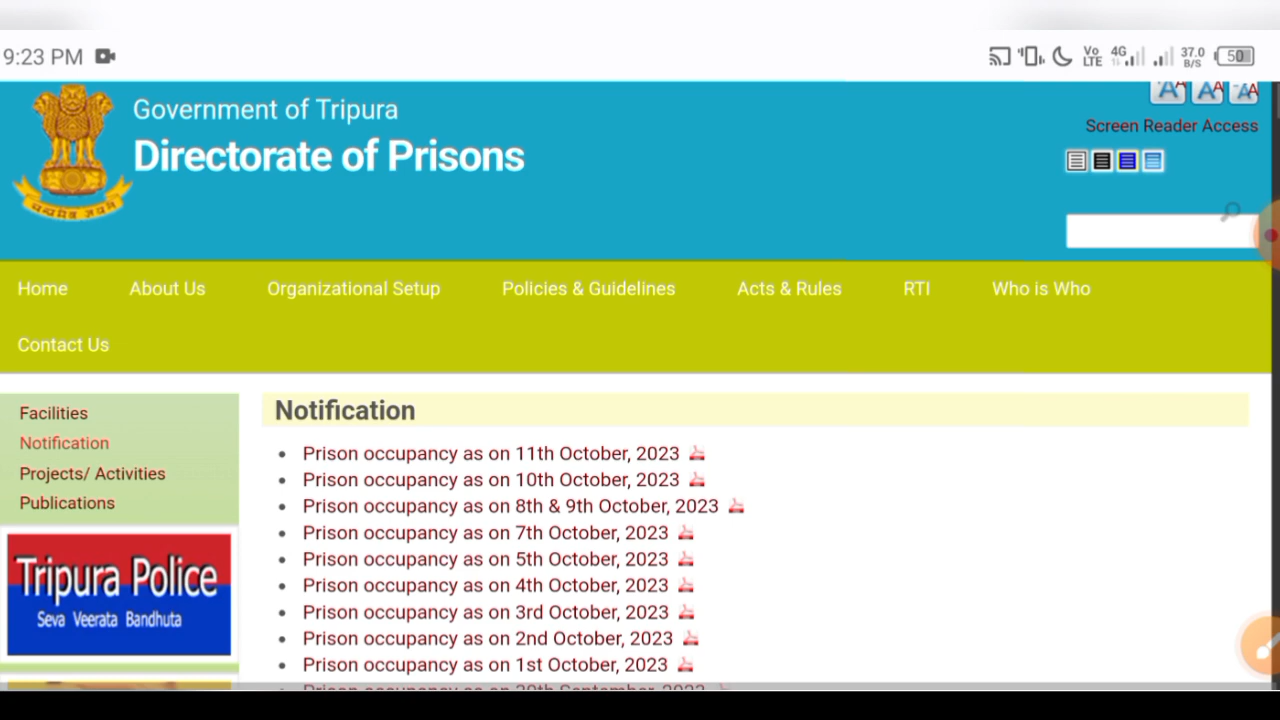 9:23 PM
Vo
LTE
4G
37.0
B/S
50
Government of Tripura
Directorate of Prisons
सत्यमेव जयते
A A A
Screen Reader Access
Home About Us Organizational Setup Policies & Guidelines Acts & Rules RTI Who is Who
Contact Us
Facilities
Notification
Projects/ Activities
Publications
Tripura Police
Seva Veerata Bandhuta
Notification
Prison occupancy as on 11th October, 2023
Prison occupancy as on 10th October, 2023
Prison occupancy as on 8th & 9th October, 2023
Prison occupancy as on 7th October, 2023
Prison occupancy as on 5th October, 2023
Prison occupancy as on 4th October, 2023
Prison occupancy as on 3rd October, 2023
Prison occupancy as on 2nd October, 2023
Prison occupancy as on 1st October, 2023